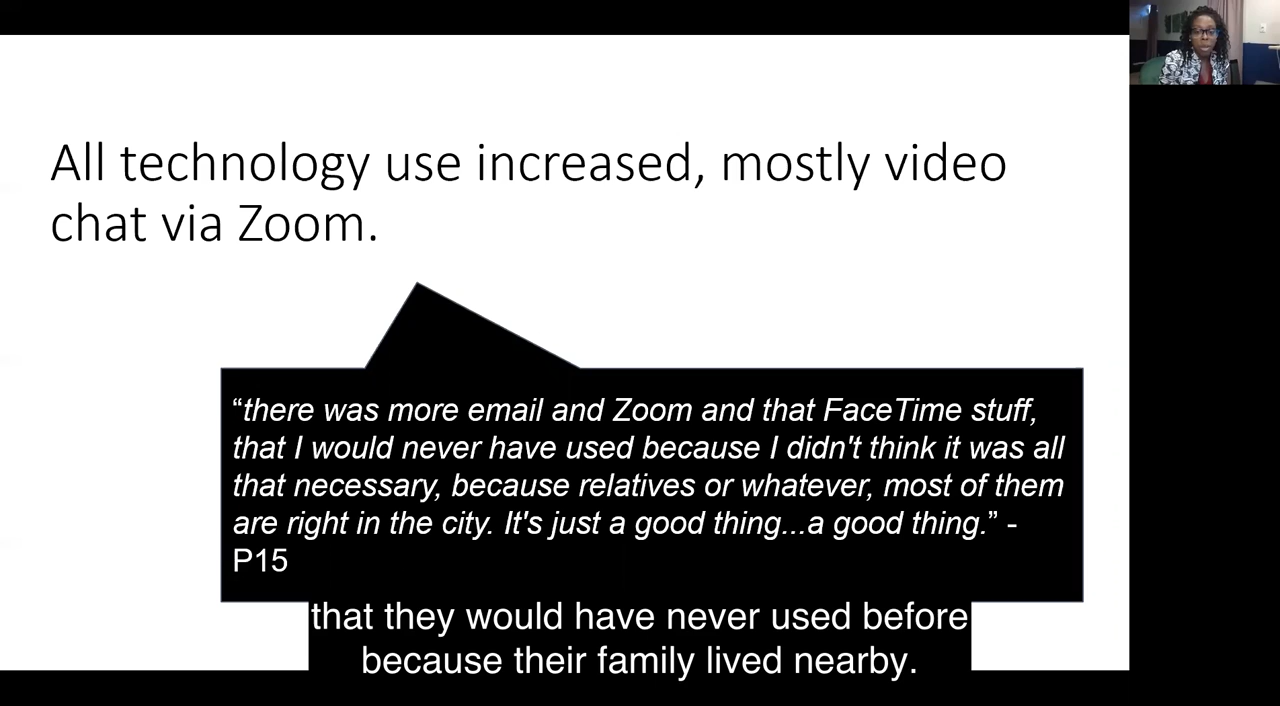 All technology use increased, mostly video
chat via Zoom.
“there was more email and Zoom and that FaceTime stuff,
that I would never have used because I didn't think it was all
that necessary, because relatives or whatever, most of them
are right in the city. It's just a good thing...a good thing.” -
P15
that they would have never used before
because their family lived nearby.